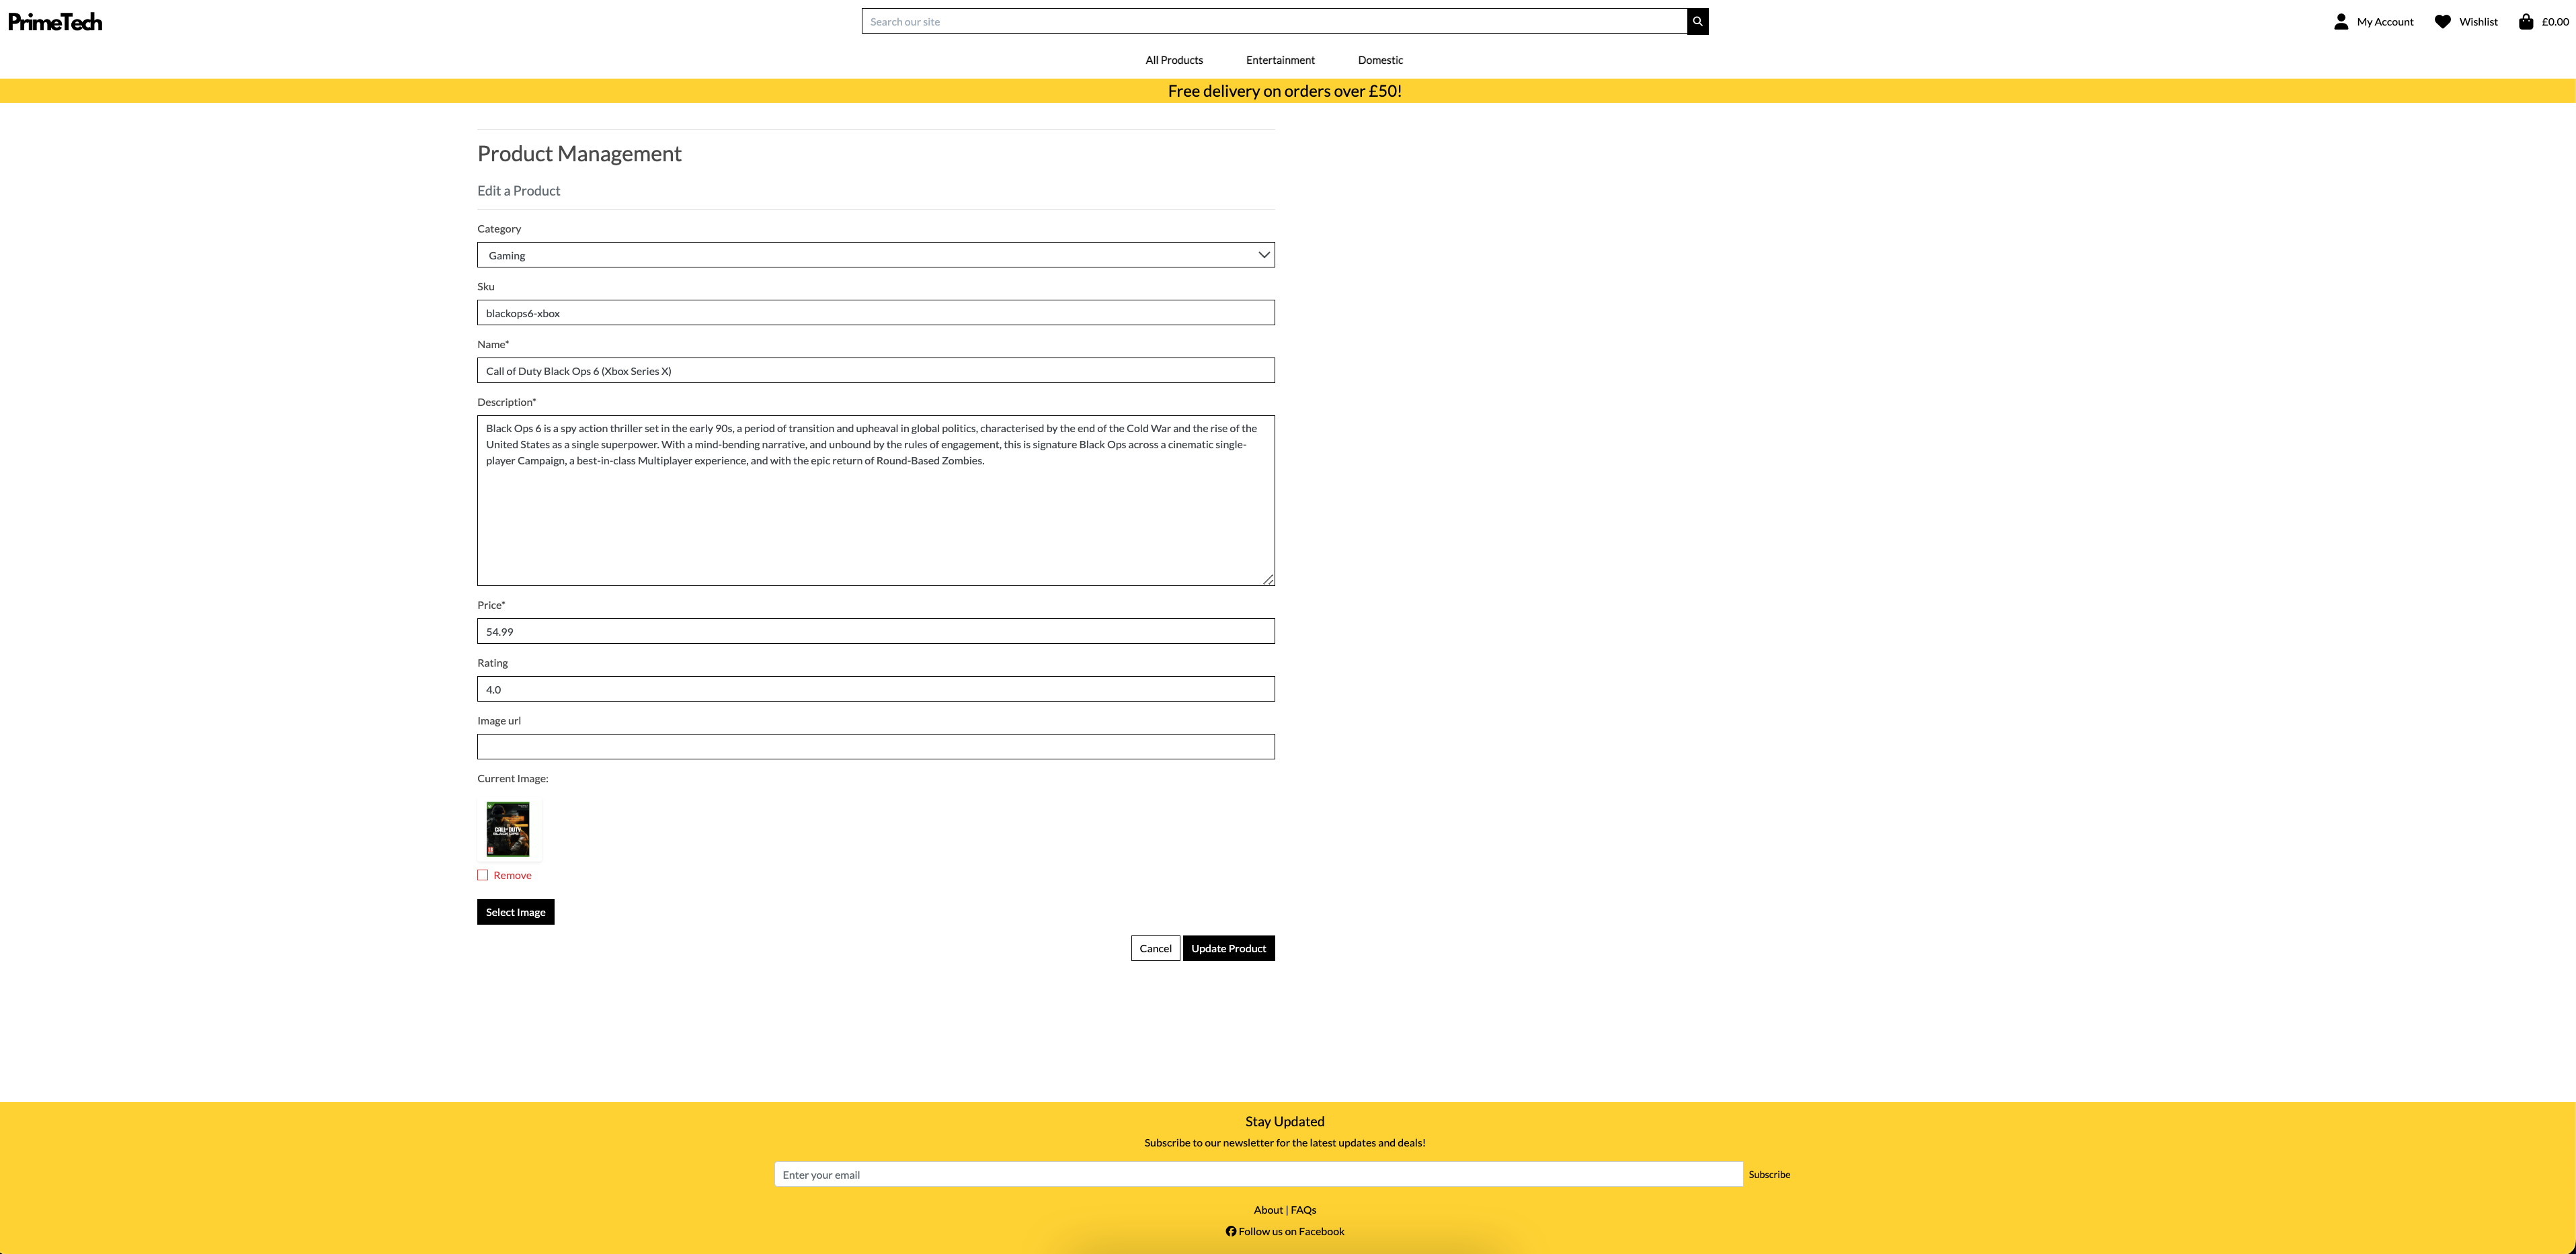 PrimeTech
Search our site
My Account
Wishlist
£0.00
All Products
Entertainment
Domestic
Free delivery on orders over £50!
Product Management
Edit a Product
Category
Gaming
Sku
blackops6-xbox
Name*
Call of Duty Black Ops 6 (Xbox Series X)
Description*
Black Ops 6 is a spy action thriller set in the early 90s, a period of transition and upheaval in global politics, characterised by the end of the Cold War and the rise of the
United States as a single superpower. With a mind-bending narrative, and unbound by the rules of engagement, this is signature Black Ops across a cinematic single-
player Campaign, a best-in-class Multiplayer experience, and with the epic return of Round-Based Zombies.
Price*
54.99
Rating
4.0
Image url
Current Image:
CALL OF DUTY
BLACK OPS
Remove
Select Image
Cancel
Update Product
Stay Updated
Subscribe to our newsletter for the latest updates and deals!
Enter your email
Subscribe
About | FAQs
Follow us on Facebook